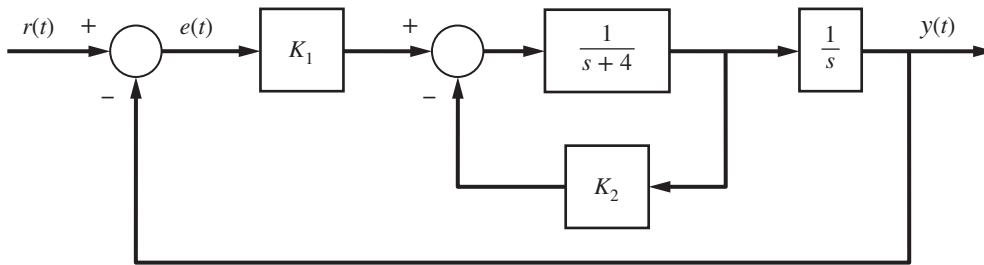 r(t) + e(t) K₁ + 1/(s + 4) 1/s y(t)
− −
K₂